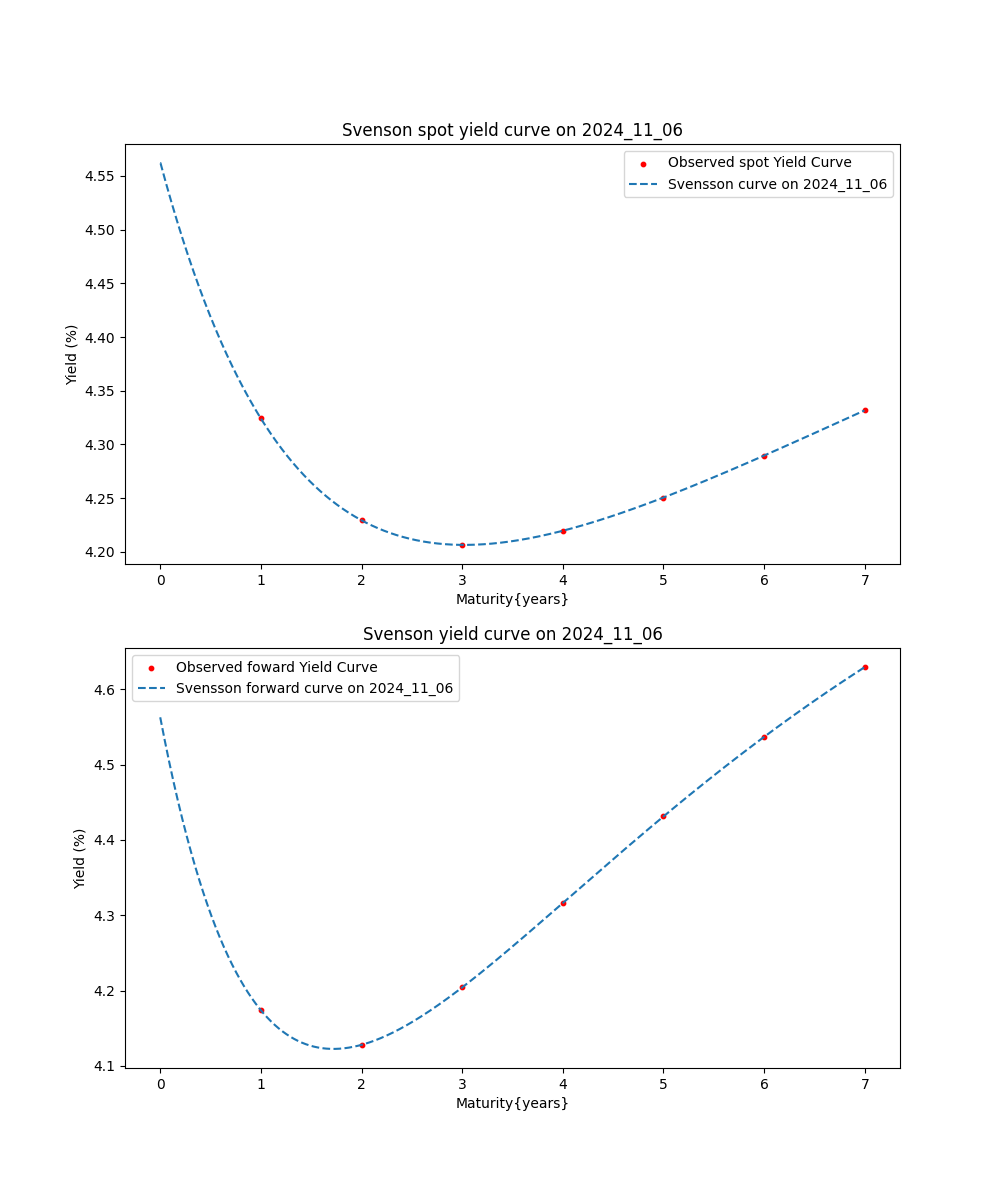 Svenson spot yield curve on 2024_11_06
Observed spot Yield Curve
Svensson curve on 2024_11_06
Yield (%)
4.55
4.50
4.45
4.40
4.35
4.30
4.25
4.20
0 1 2 3 4 5 6 7
Maturity{years}
Svenson yield curve on 2024_11_06
Observed foward Yield Curve
Svensson forward curve on 2024_11_06
Yield (%)
4.6
4.5
4.4
4.3
4.2
4.1
0 1 2 3 4 5 6 7
Maturity{years}